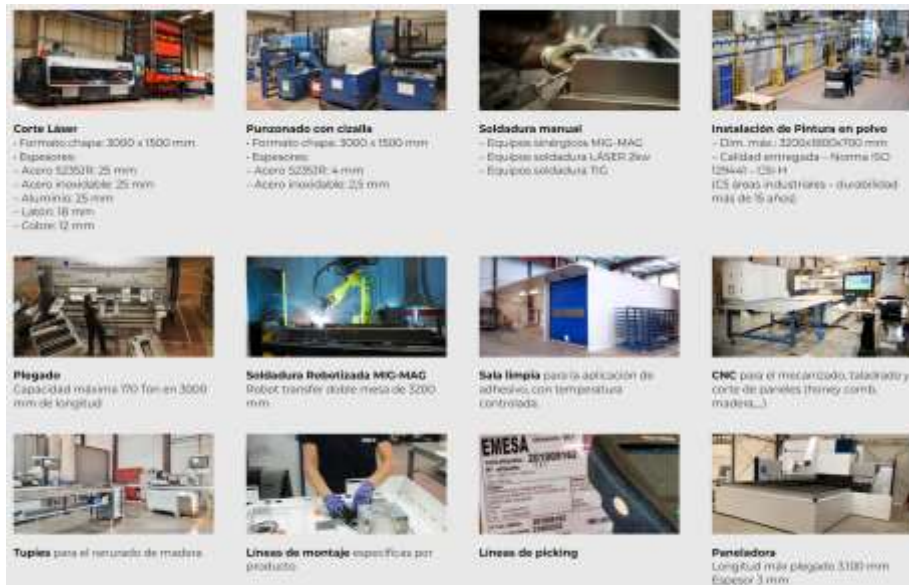 Corte Láser
- Formato chapa: 3000 x 1500 mm
- Espesores:
- Acero S235JR: 25 mm
- Acero inoxidable: 25 mm
- Aluminio: 25 mm
- Latón: 18 mm
- Cobre: 12 mm
Punzonado con cizalla
- Formato chapa: 3000 x 1500 mm
- Espesores:
- Acero S235JR: 4 mm
- Acero inoxidable: 2,5 mm
Soldadura manual
- Equipos sinérgicos MIG-MAG
- Equipos soldadura LÁSER 2kw
- Equipos soldadura TIG
Instalación de Pintura en polvo
- Dim. máx.: 3200x1800x700 mm
- Calidad entregada - Norma ISO
129441 - C5I-H
(C5 áreas industriales - durabilidad
más de 15 años)
Plegado
Capacidad máxima 170 Ton en 3000
mm de longitud
Soldadura Robotizada MIG-MAG
Robot transfer doble mesa de 3200
mm
Sala limpia para la aplicación de
adhesivo, con temperatura
controlada.
CNC para el mecanizado, taladrado y
corte de paneles (honey comb,
madera,...)
Tupies para el ranurado de madera
Líneas de montaje específicas por
producto
EMESA
201909162
Líneas de picking
Paneladora
Longitud máx plegado 3.100 mm
Espesor 3 mm